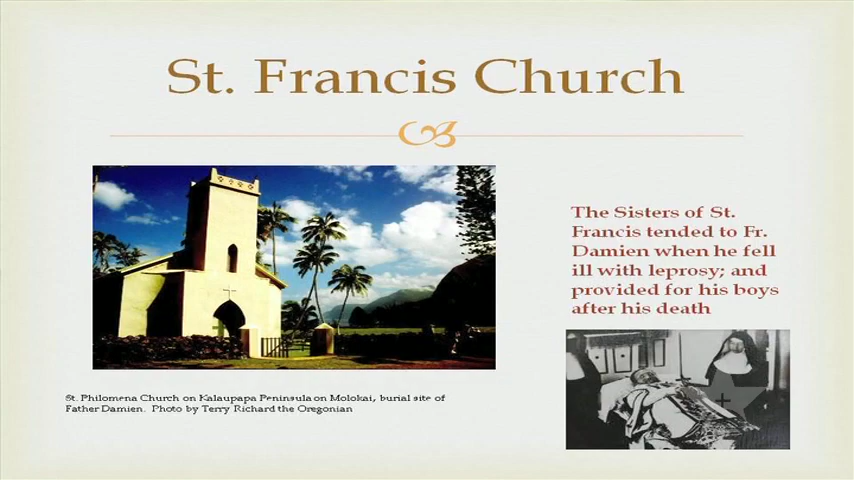 St. Francis Church
The Sisters of St.
Francis tended to Fr.
Damien when he fell
ill with leprosy; and
provided for his boys
after his death
St. Philomena Church on Kalaupapa Peninsula on Molokai, burial site of
Father Damien. Photo by Terry Richard the Oregonian